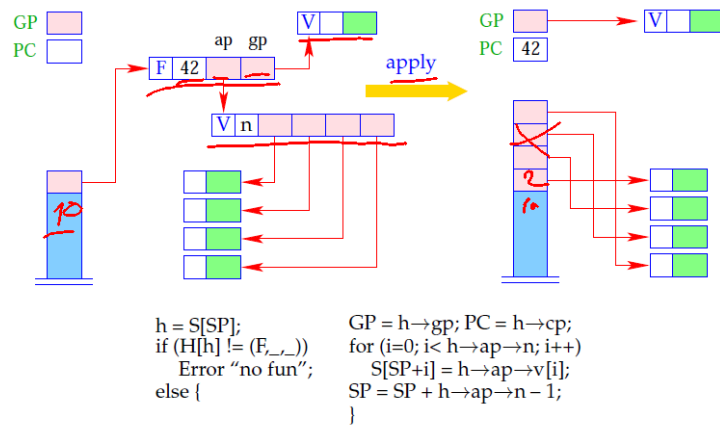 GP
PC
ap gp
V
F 42
apply
V n
10
GP
V
PC 42
2
10
h = S[SP];
if (H[h] != (F,_,_))
Error “no fun”;
else {
GP = h→gp; PC = h→cp;
for (i=0; i< h→ap→n; i++)
S[SP+i] = h→ap→v[i];
SP = SP + h→ap→n – 1;
}